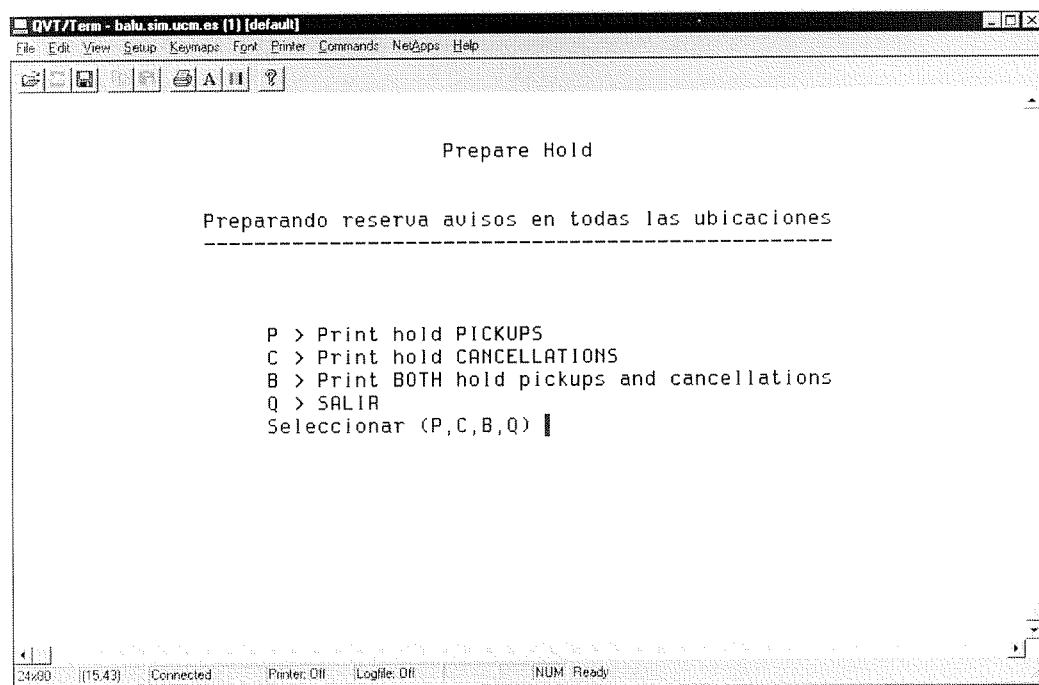 QVT/Term - balu.sim.ucm.es (1) [default]
File Edit View Setup Keymaps Font Printer Commands NetApps Help
Prepare Hold
Preparando reserva avisos en todas las ubicaciones
--------------------------------------------------
P > Print hold PICKUPS
C > Print hold CANCELLATIONS
B > Print BOTH hold pickups and cancellations
Q > SALIR
Seleccionar (P,C,B,Q)
24x80 (15,43) Connected Printer: Off Logfile: Off NUM Ready